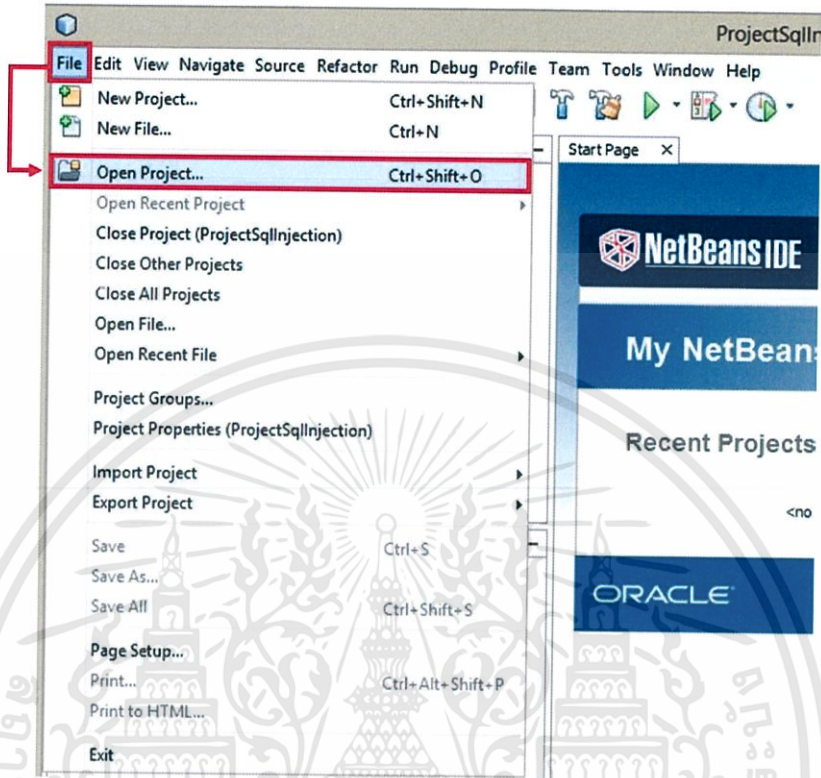 ProjectSqlIn
File Edit View Navigate Source Refactor Run Debug Profile Team Tools Window Help
New Project... Ctrl+Shift+N
New File... Ctrl+N
Open Project... Ctrl+Shift+O
Open Recent Project
Close Project (ProjectSqlInjection)
Close Other Projects
Close All Projects
Open File...
Open Recent File
Project Groups...
Project Properties (ProjectSqlInjection)
Import Project
Export Project
Save Ctrl+S
Save As...
Save All Ctrl+Shift+S
Page Setup...
Print... Ctrl+Alt+Shift+P
Print to HTML...
Exit
Start Page
NetBeans IDE
My NetBeans
Recent Projects
<no
ORACLE